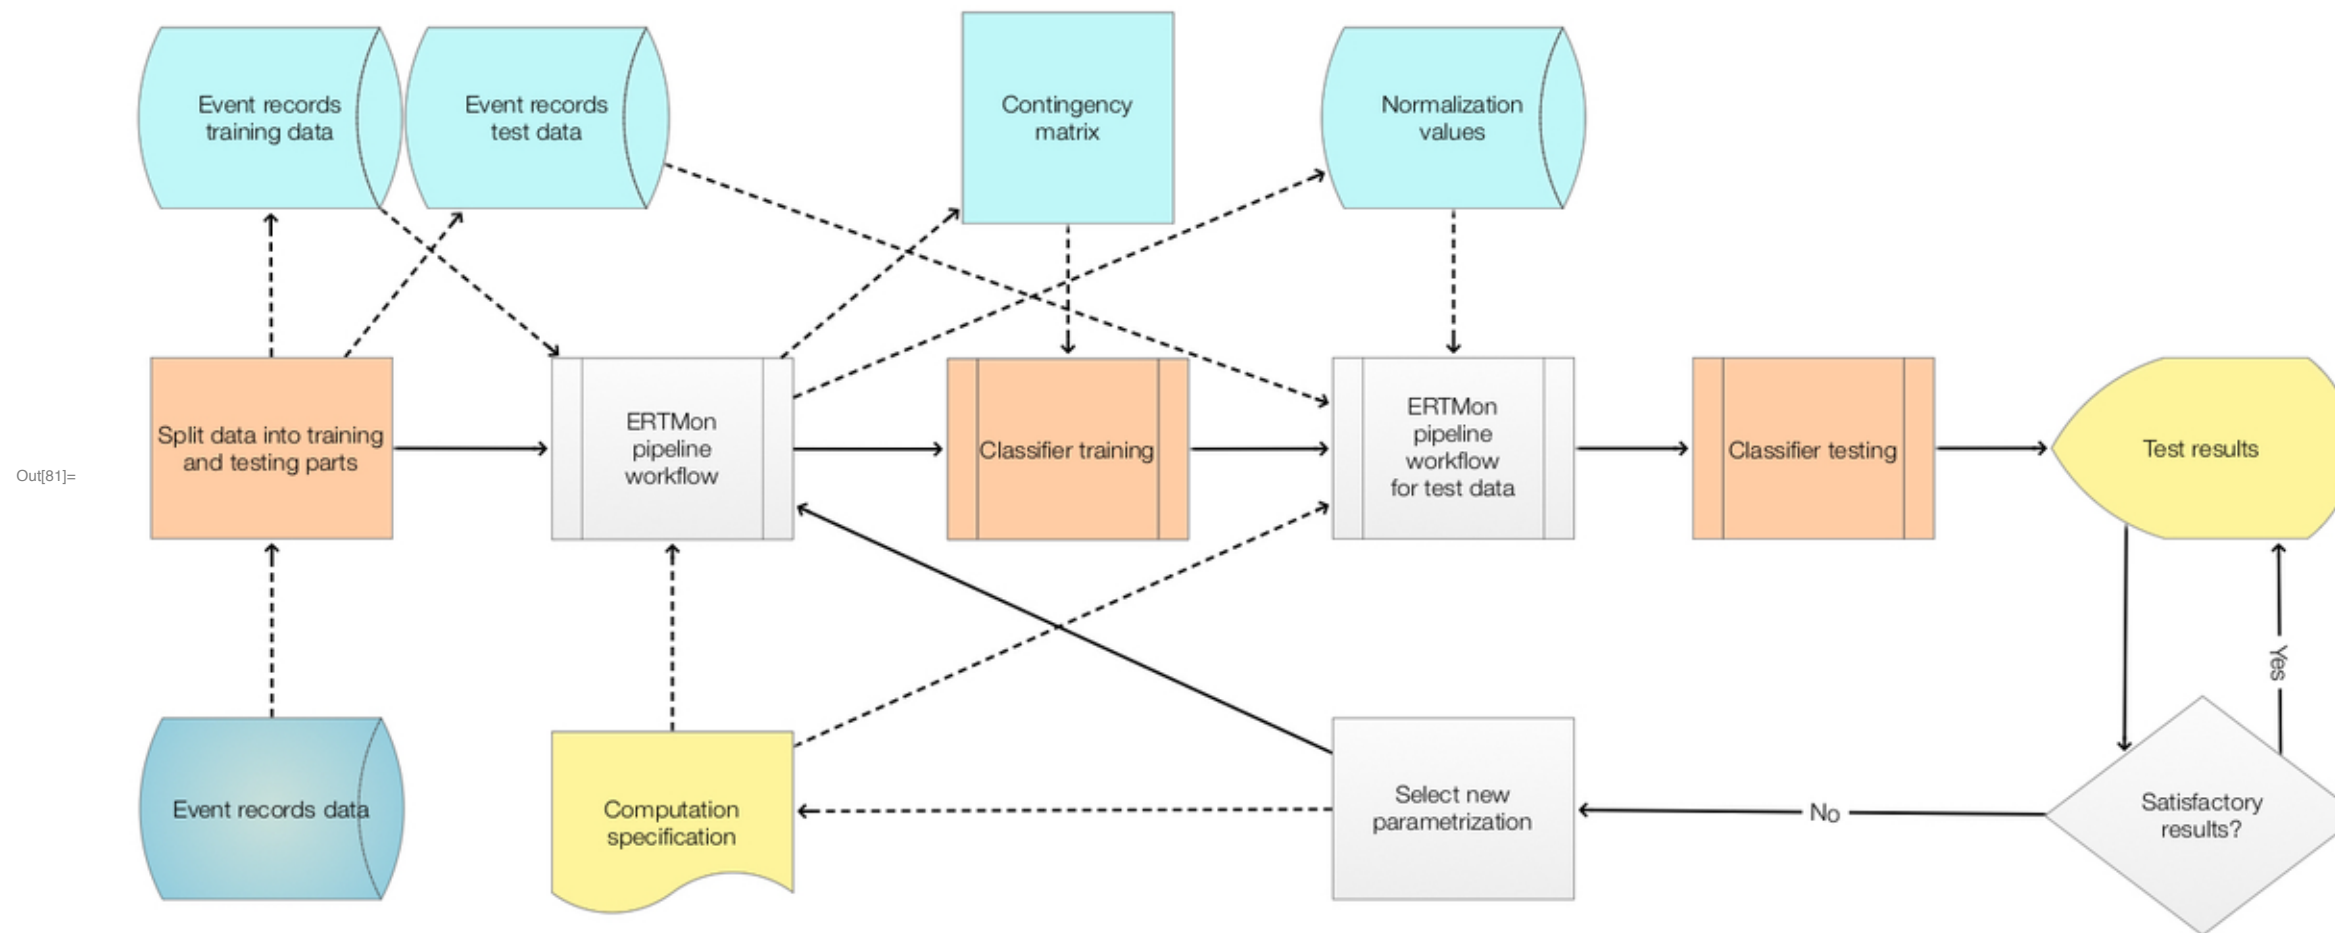 Event records
training data
Event records
test data
Contingency
matrix
Normalization
values
Out[81]=
Split data into training
and testing parts
ERTMon
pipeline
workflow
Classifier training
ERTMon
pipeline
workflow
for test data
Classifier testing
Test results
Yes
Event records data
Computation
specification
Select new
parametrization
No
Satisfactory
results?